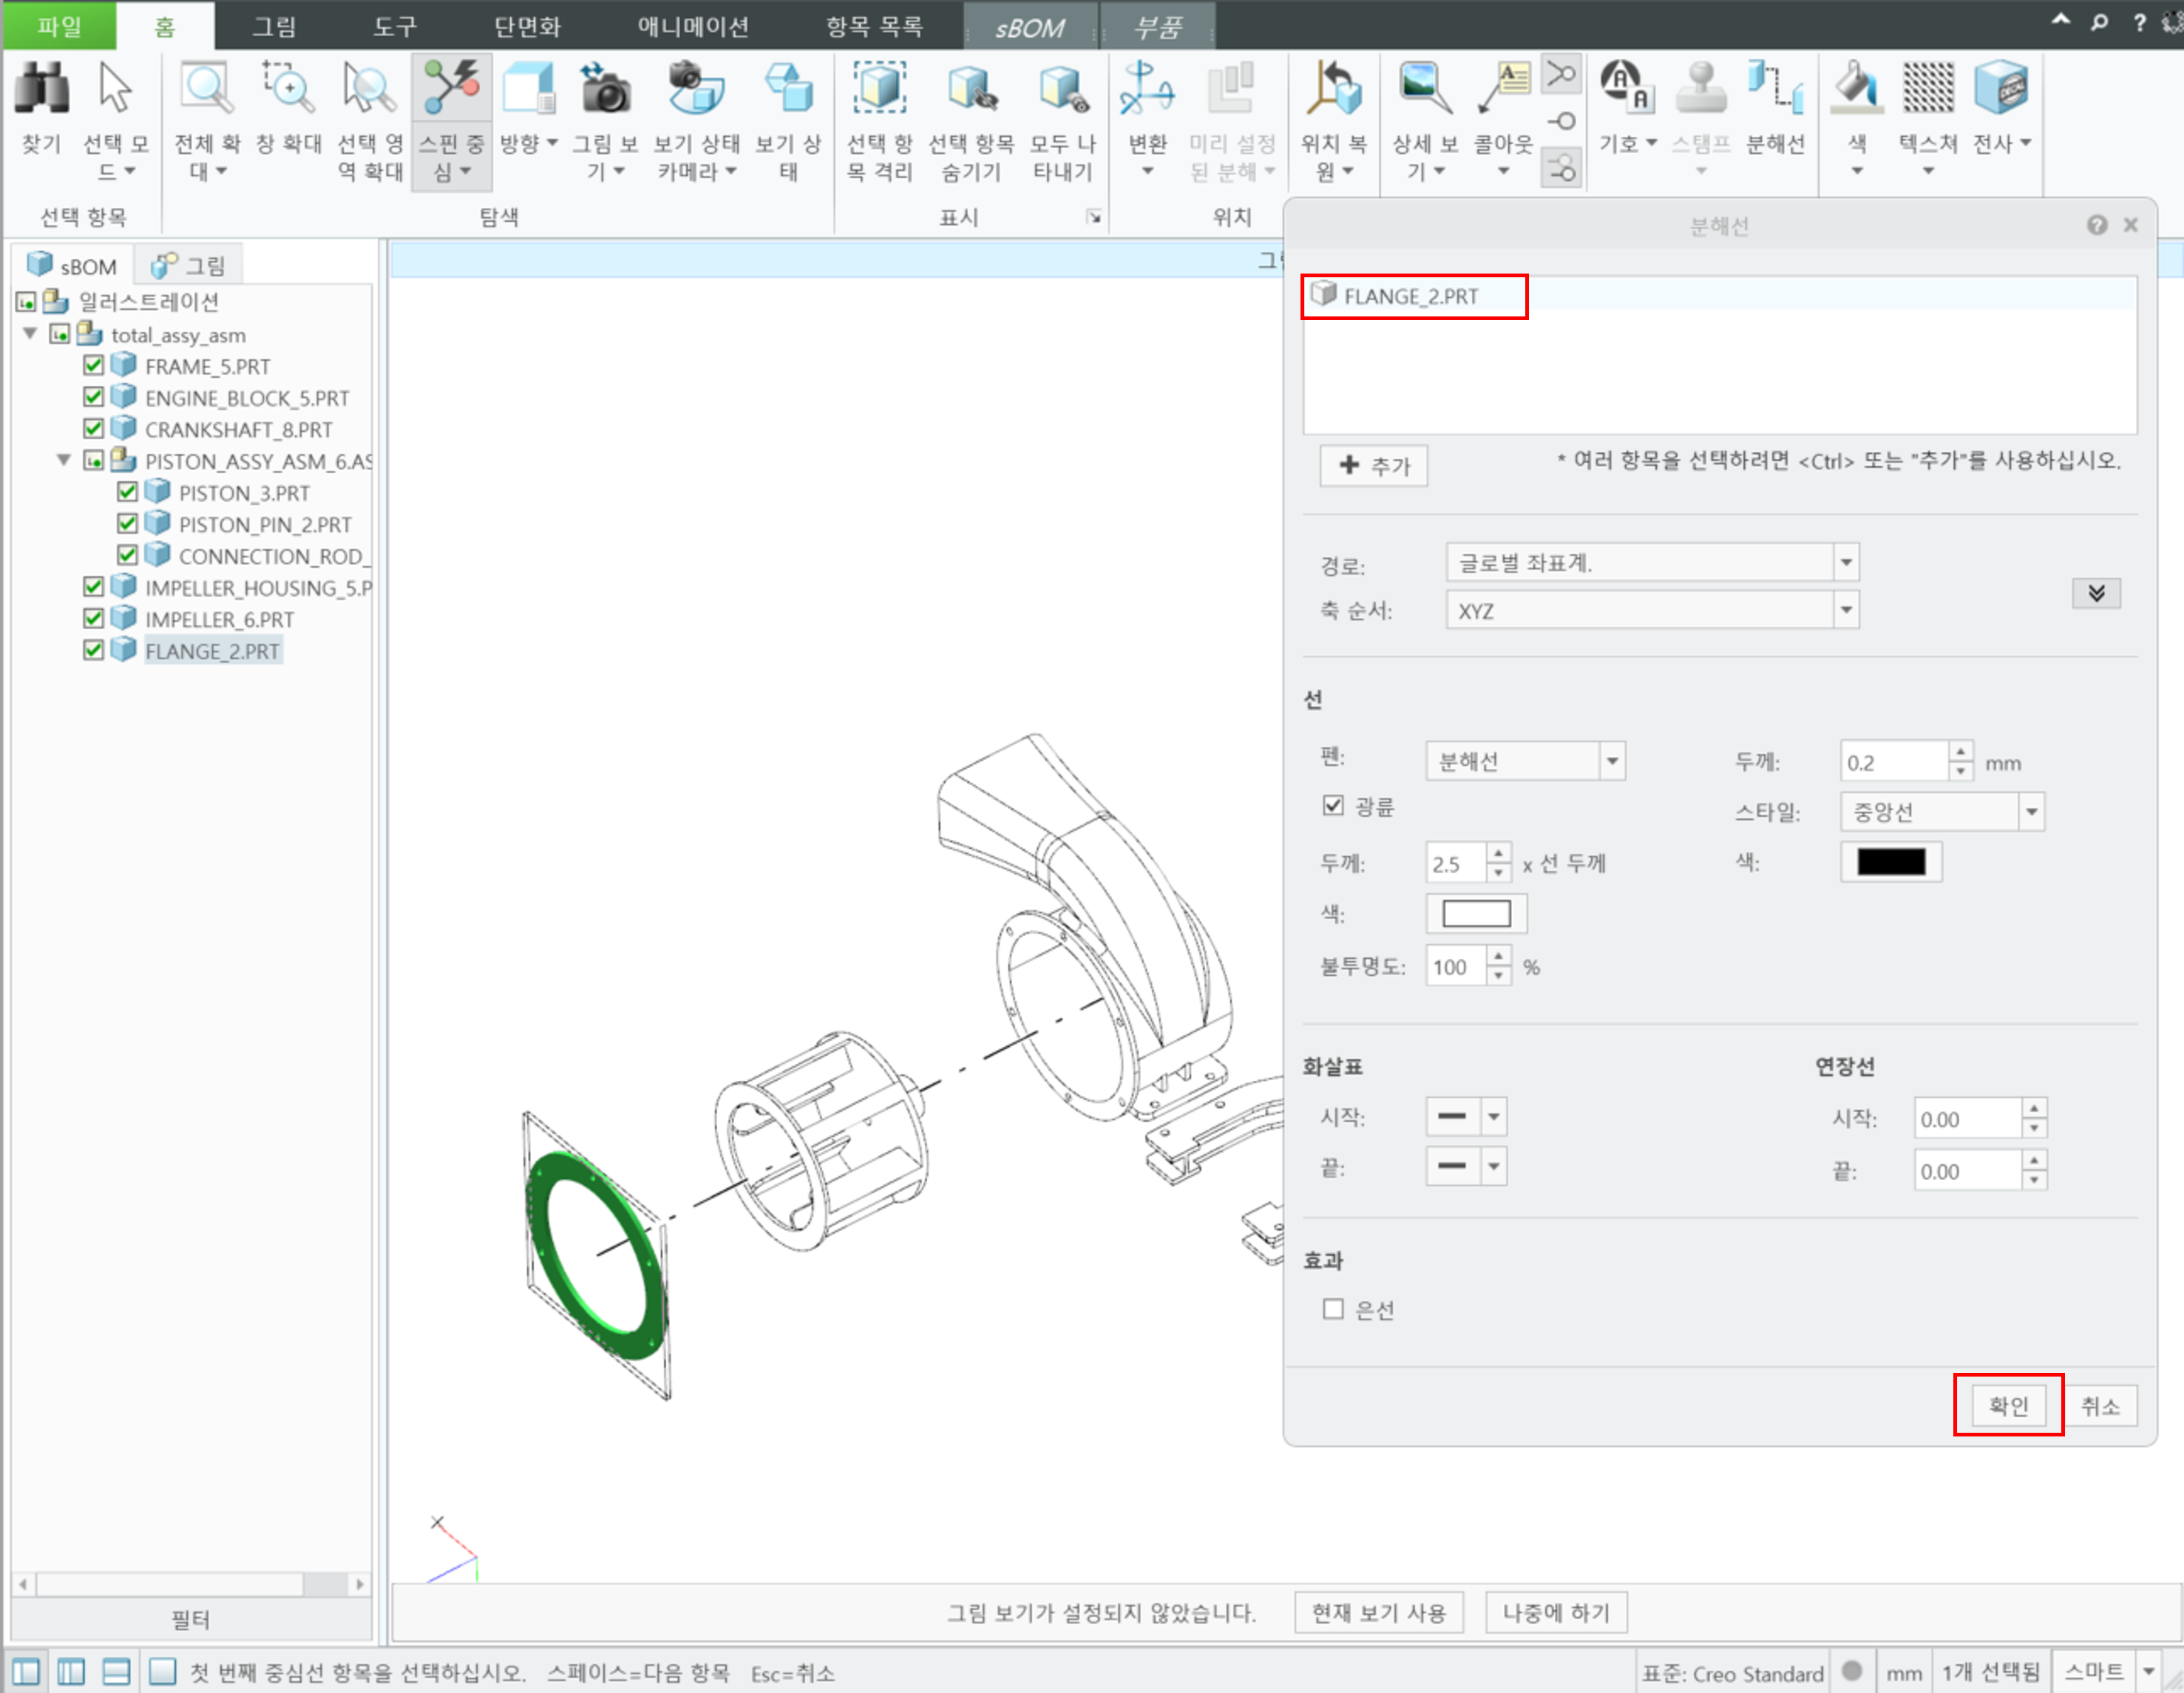 파일 홈 그림 도구 단면화 애니메이션 항목 목록 sBOM 부품 ?
찾기 선택 모드 전체 확대 창 확대 선택 영역 확대 스핀 중심 방향 그림 보기 보기 상태 카메라 보기 상태 선택 항목 격리 선택 항목 숨기기 모두 나타내기 변환 미리 설정된 분해 위치 복원 상세 보기 콜아웃 기호 스탬프 분해선 색 텍스쳐 전사
선택 항목 탐색 표시 위치
sBOM 그림
일러스트레이션
total_assy_asm
FRAME_5.PRT
ENGINE_BLOCK_5.PRT
CRANKSHAFT_8.PRT
PISTON_ASSY_ASM_6.AS
PISTON_3.PRT
PISTON_PIN_2.PRT
CONNECTION_ROD_
IMPELLER_HOUSING_5.P
IMPELLER_6.PRT
FLANGE_2.PRT
필터
분해선
FLANGE_2.PRT
추가 * 여러 항목을 선택하려면 <Ctrl> 또는 "추가"를 사용하십시오.
경로: 글로벌 좌표계.
축 순서: XYZ
선
펜: 분해선 두께: 0.2 mm
광륜 스타일: 중앙선
두께: 2.5 x 선 두께 색:
색:
불투명도: 100 %
화살표 연장선
시작: 시작: 0.00
끝: 끝: 0.00
효과
은선
확인 취소
그림 보기가 설정되지 않았습니다. 현재 보기 사용 나중에 하기
첫 번째 중심선 항목을 선택하십시오. 스페이스=다음 항목 Esc=취소 표준: Creo Standard mm 1개 선택됨 스마트